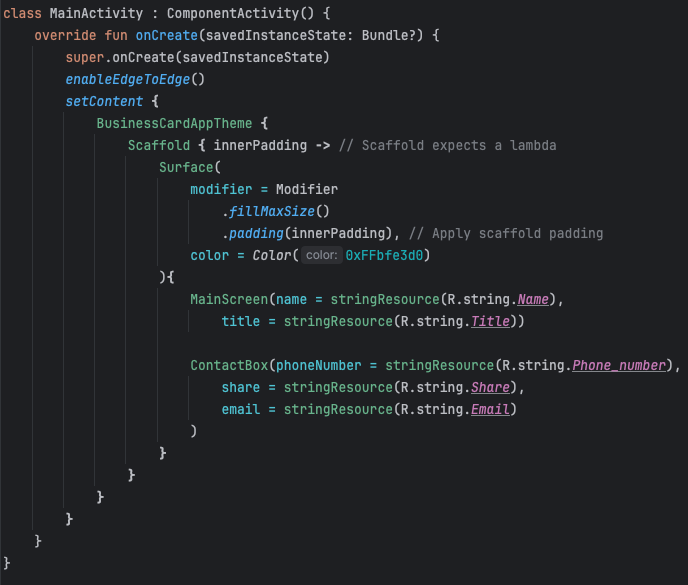 class MainActivity : ComponentActivity() {
override fun onCreate(savedInstanceState: Bundle?) {
super.onCreate(savedInstanceState)
enableEdgeToEdge()
setContent {
BusinessCardAppTheme {
Scaffold { innerPadding -> // Scaffold expects a lambda
Surface(
modifier = Modifier
.fillMaxSize()
.padding(innerPadding), // Apply scaffold padding
color = Color( color: 0xFFbfe3d0)
){
MainScreen(name = stringResource(R.string.Name),
title = stringResource(R.string.Title))
ContactBox(phoneNumber = stringResource(R.string.Phone_number),
share = stringResource(R.string.Share),
email = stringResource(R.string.Email)
)
}
}
}
}
}
}